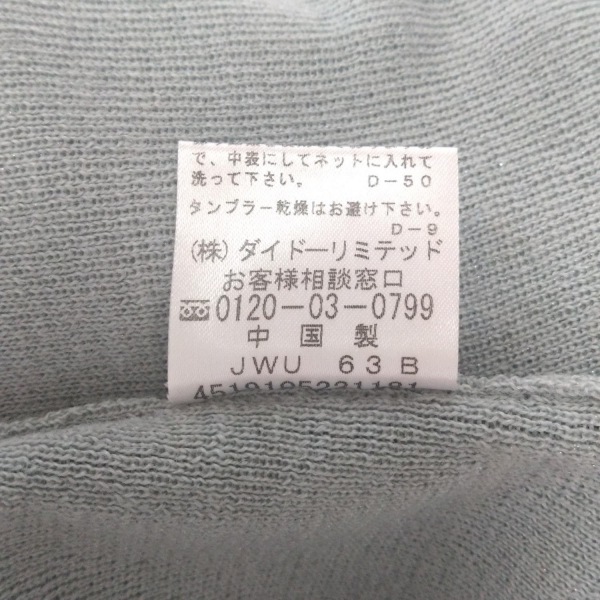 で、中表にしてネットに入れて
洗って下さい。 D-50
タンブラー乾燥はお避け下さい。
D-9
(株)ダイドーリミテッド
お客様相談窓口
0120-03-0799
中国製
JWU 63B